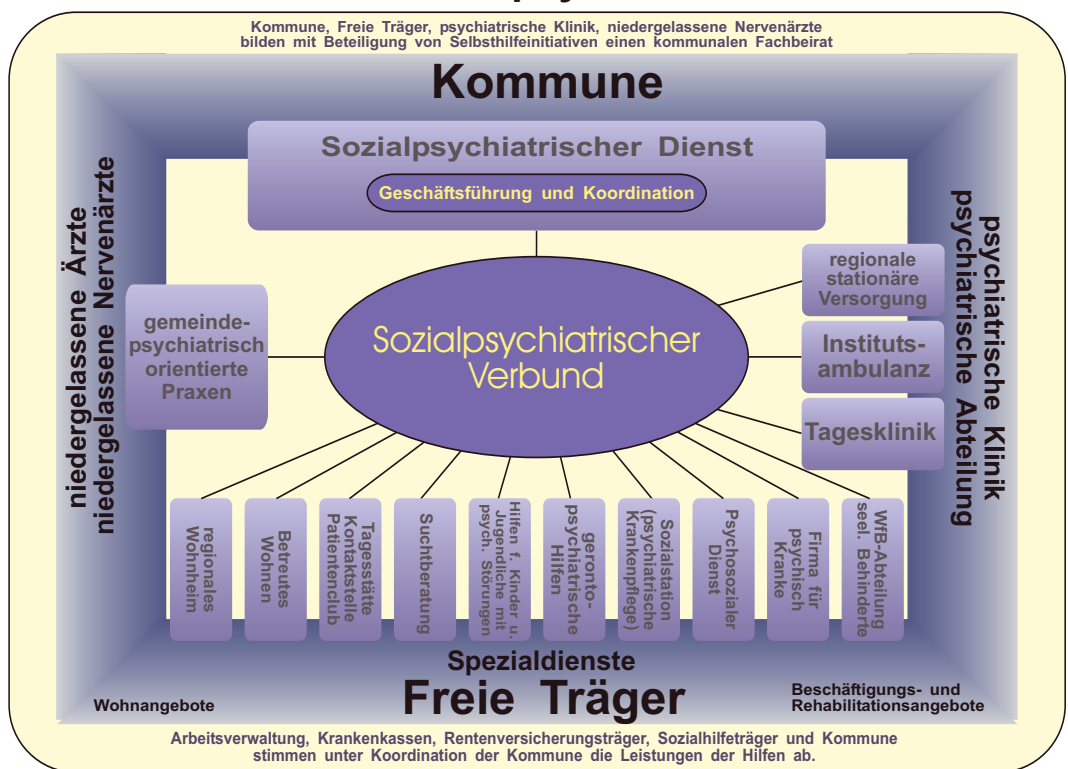 Kommune, Freie Träger, psychiatrische Klinik, niedergelassene Nervenärzte
bilden mit Beteiligung von Selbsthilfeinitiativen einen kommunalen Fachbeirat
Kommune
Sozialpsychiatrischer Dienst
Geschäftsführung und Koordination
niedergelassene Ärzte
niedergelassene Nervenärzte
gemeinde-
psychiatrisch
orientierte
Praxen
Sozialpsychiatrischer
Verbund
regionale
stationäre
Versorgung
Instituts-
ambulanz
Tagesklinik
psychiatrische Klinik
psychiatrische Abteilung
regionales
Wohnheim
Betreutes
Wohnen
Tagesstätte
Kontaktstelle
Patientenclub
Suchtberatung
Hilfen f. Kinder u.
Jugendliche mit
psych. Störungen
geronto-
psychiatrische
Hilfen
Sozialstation
(psychiatrische
Krankenpflege)
Psychosozialer
Dienst
Firma für
psychisch
Kranke
WfB-Abteilung
seel. Behinderte
Spezialdienste
Freie Träger
Wohnangebote
Beschäftigungs- und
Rehabilitationsangebote
Arbeitsverwaltung, Krankenkassen, Rentenversicherungsträger, Sozialhilfeträger und Kommune
stimmen unter Koordination der Kommune die Leistungen der Hilfen ab.